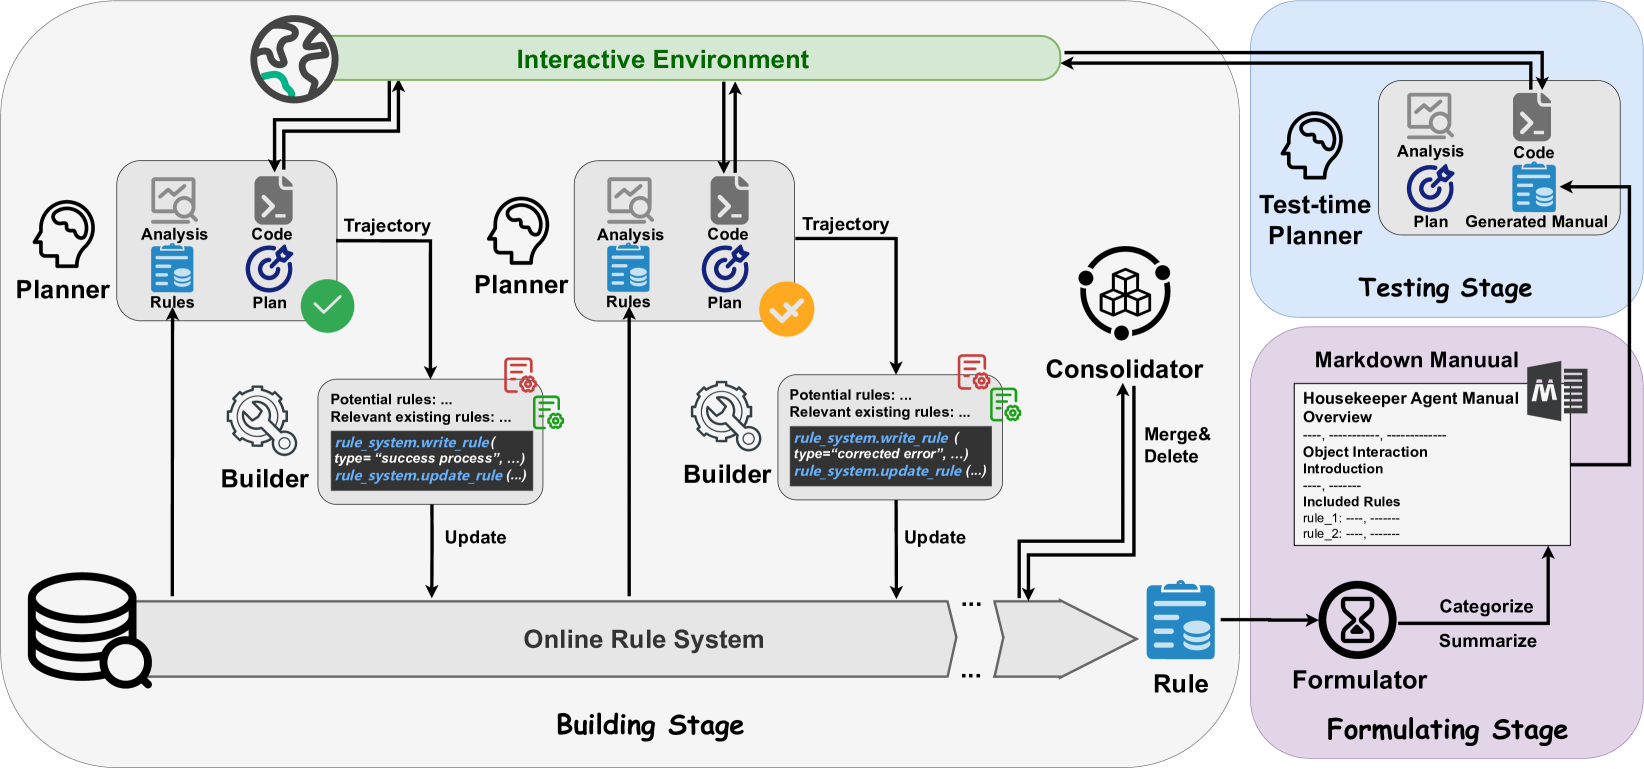 Interactive Environment
Planner
Analysis
Code
Rules
Plan
Trajectory
Builder
Potential rules: ...
Relevant existing rules: ...
rule_system.write_rule(
type= “success process”, ...)
rule_system.update_rule (...)
Update
Planner
Analysis
Code
Rules
Plan
Trajectory
Builder
Potential rules: ...
Relevant existing rules: ...
rule_system.write_rule (
type=“corrected error”, ...)
rule_system.update_rule (...)
Update
Consolidator
Merge&
Delete
Online Rule System
...
...
Rule
Building Stage
Test-time
Planner
Analysis
Code
Plan
Generated Manual
Testing Stage
Markdown Manuual
M
Housekeeper Agent Manual
Overview
----, -----------, -------------
Object Interaction
Introduction
----, -------
Included Rules
rule_1: ----, -------
rule_2: ----, -------
Formulator
Categorize
Summarize
Formulating Stage